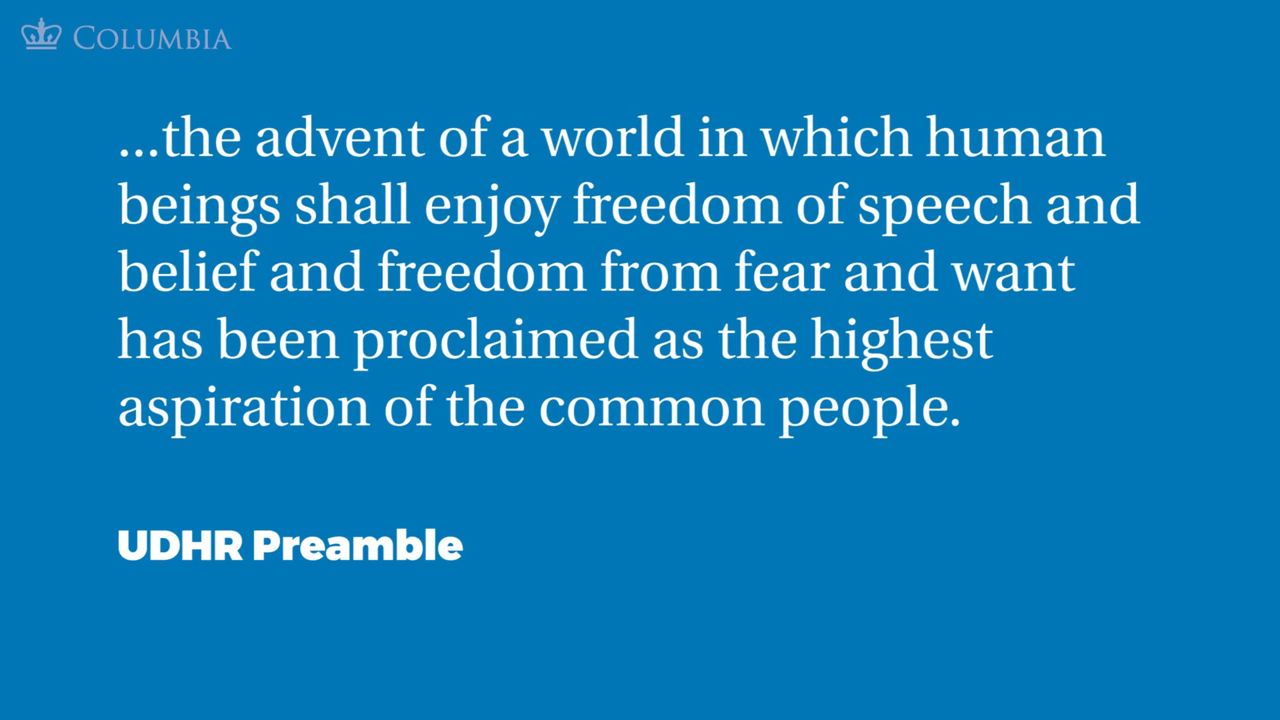 COLUMBIA
...the advent of a world in which human
beings shall enjoy freedom of speech and
belief and freedom from fear and want
has been proclaimed as the highest
aspiration of the common people.
UDHR Preamble